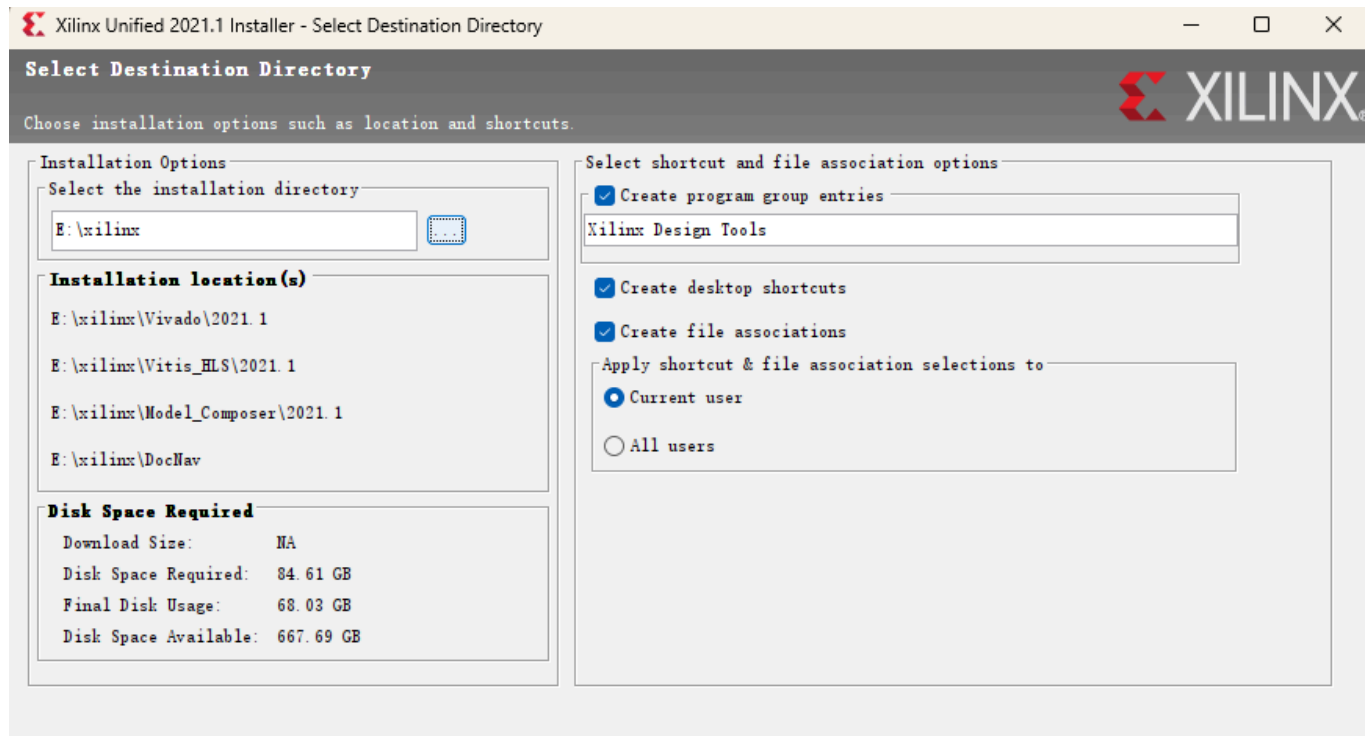 Xilinx Unified 2021.1 Installer - Select Destination Directory
Select Destination Directory
XILINX
Choose installation options such as location and shortcuts.
Installation Options
Select the installation directory
E:\xilinx
...
Installation location(s)
E:\xilinx\Vivado\2021.1
E:\xilinx\Vitis_HLS\2021.1
E:\xilinx\Model_Composer\2021.1
E:\xilinx\DocNav
Disk Space Required
Download Size: NA
Disk Space Required: 84.61 GB
Final Disk Usage: 68.03 GB
Disk Space Available: 667.69 GB
Select shortcut and file association options
Create program group entries
Xilinx Design Tools
Create desktop shortcuts
Create file associations
Apply shortcut & file association selections to
Current user
All users